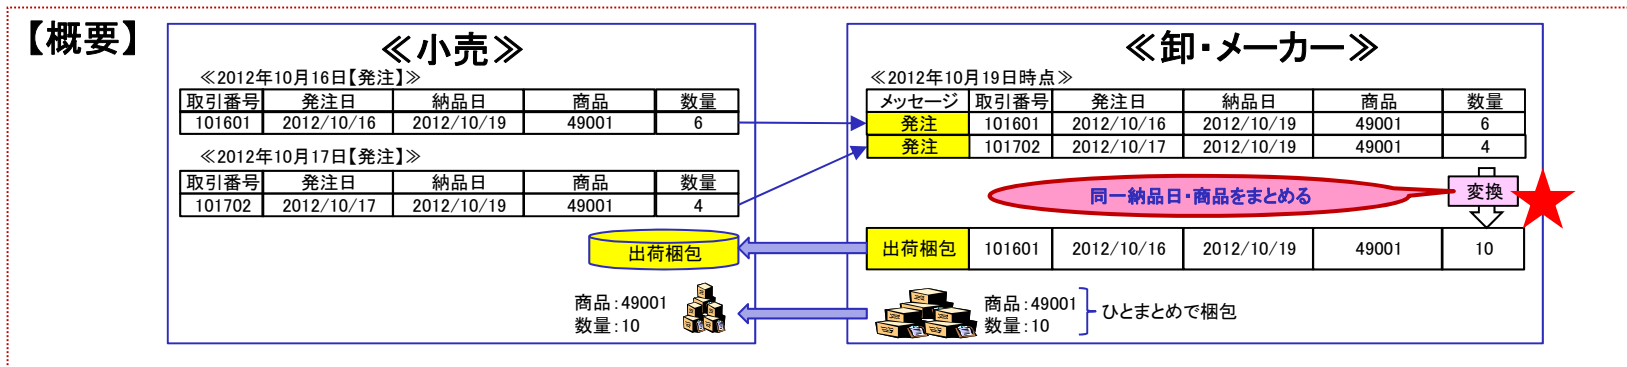 【概要】
≪小売≫
≪2012年10月16日【発注】≫
取引番号 発注日 納品日 商品 数量
101601 2012/10/16 2012/10/19 49001 6
≪2012年10月17日【発注】≫
取引番号 発注日 納品日 商品 数量
101702 2012/10/17 2012/10/19 49001 4
出荷梱包
商品：49001
数量：10
≪卸・メーカー≫
≪2012年10月19日時点≫
メッセージ 取引番号 発注日 納品日 商品 数量
発注 101601 2012/10/16 2012/10/19 49001 6
発注 101702 2012/10/17 2012/10/19 49001 4
同一納品日・商品をまとめる
変換
出荷梱包 101601 2012/10/16 2012/10/19 49001 10
商品：49001
数量：10
ひとまとめで梱包